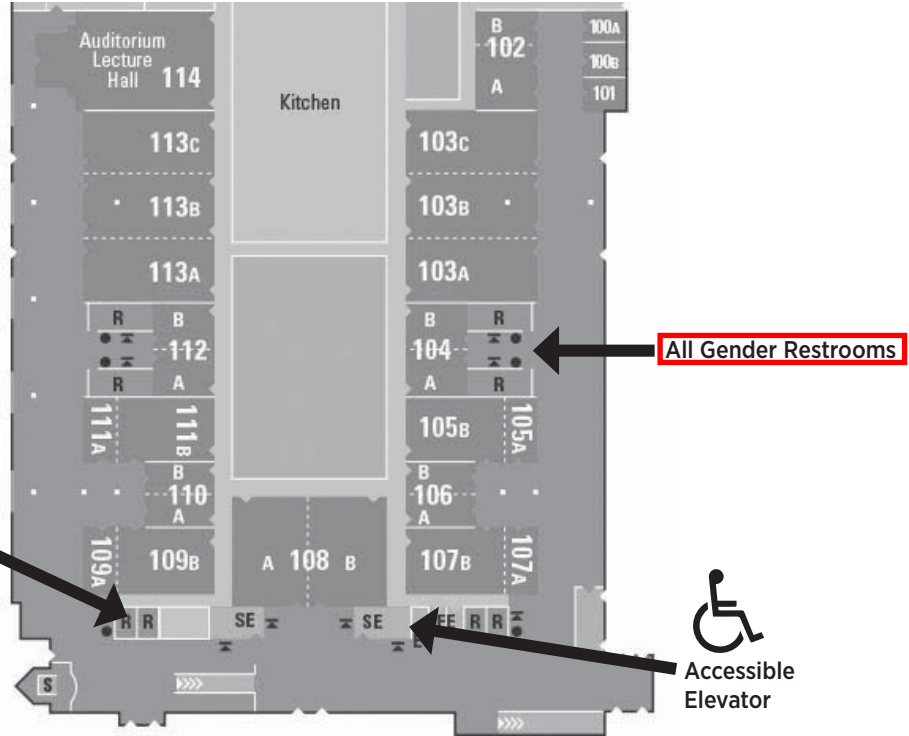 Auditorium
Lecture
Hall 114
B
102
A
100A
100B
101
Kitchen
113C
103C
113B
103B
113A
103A
R
B
112
A
R
B
104
A
R
R
All Gender Restrooms
111A
111B
105B
105A
B
110
A
B
106
A
109A
109B
A 108 B
107B
107A
R R
SE
SE
EE
R R
E
S
Accessible
Elevator